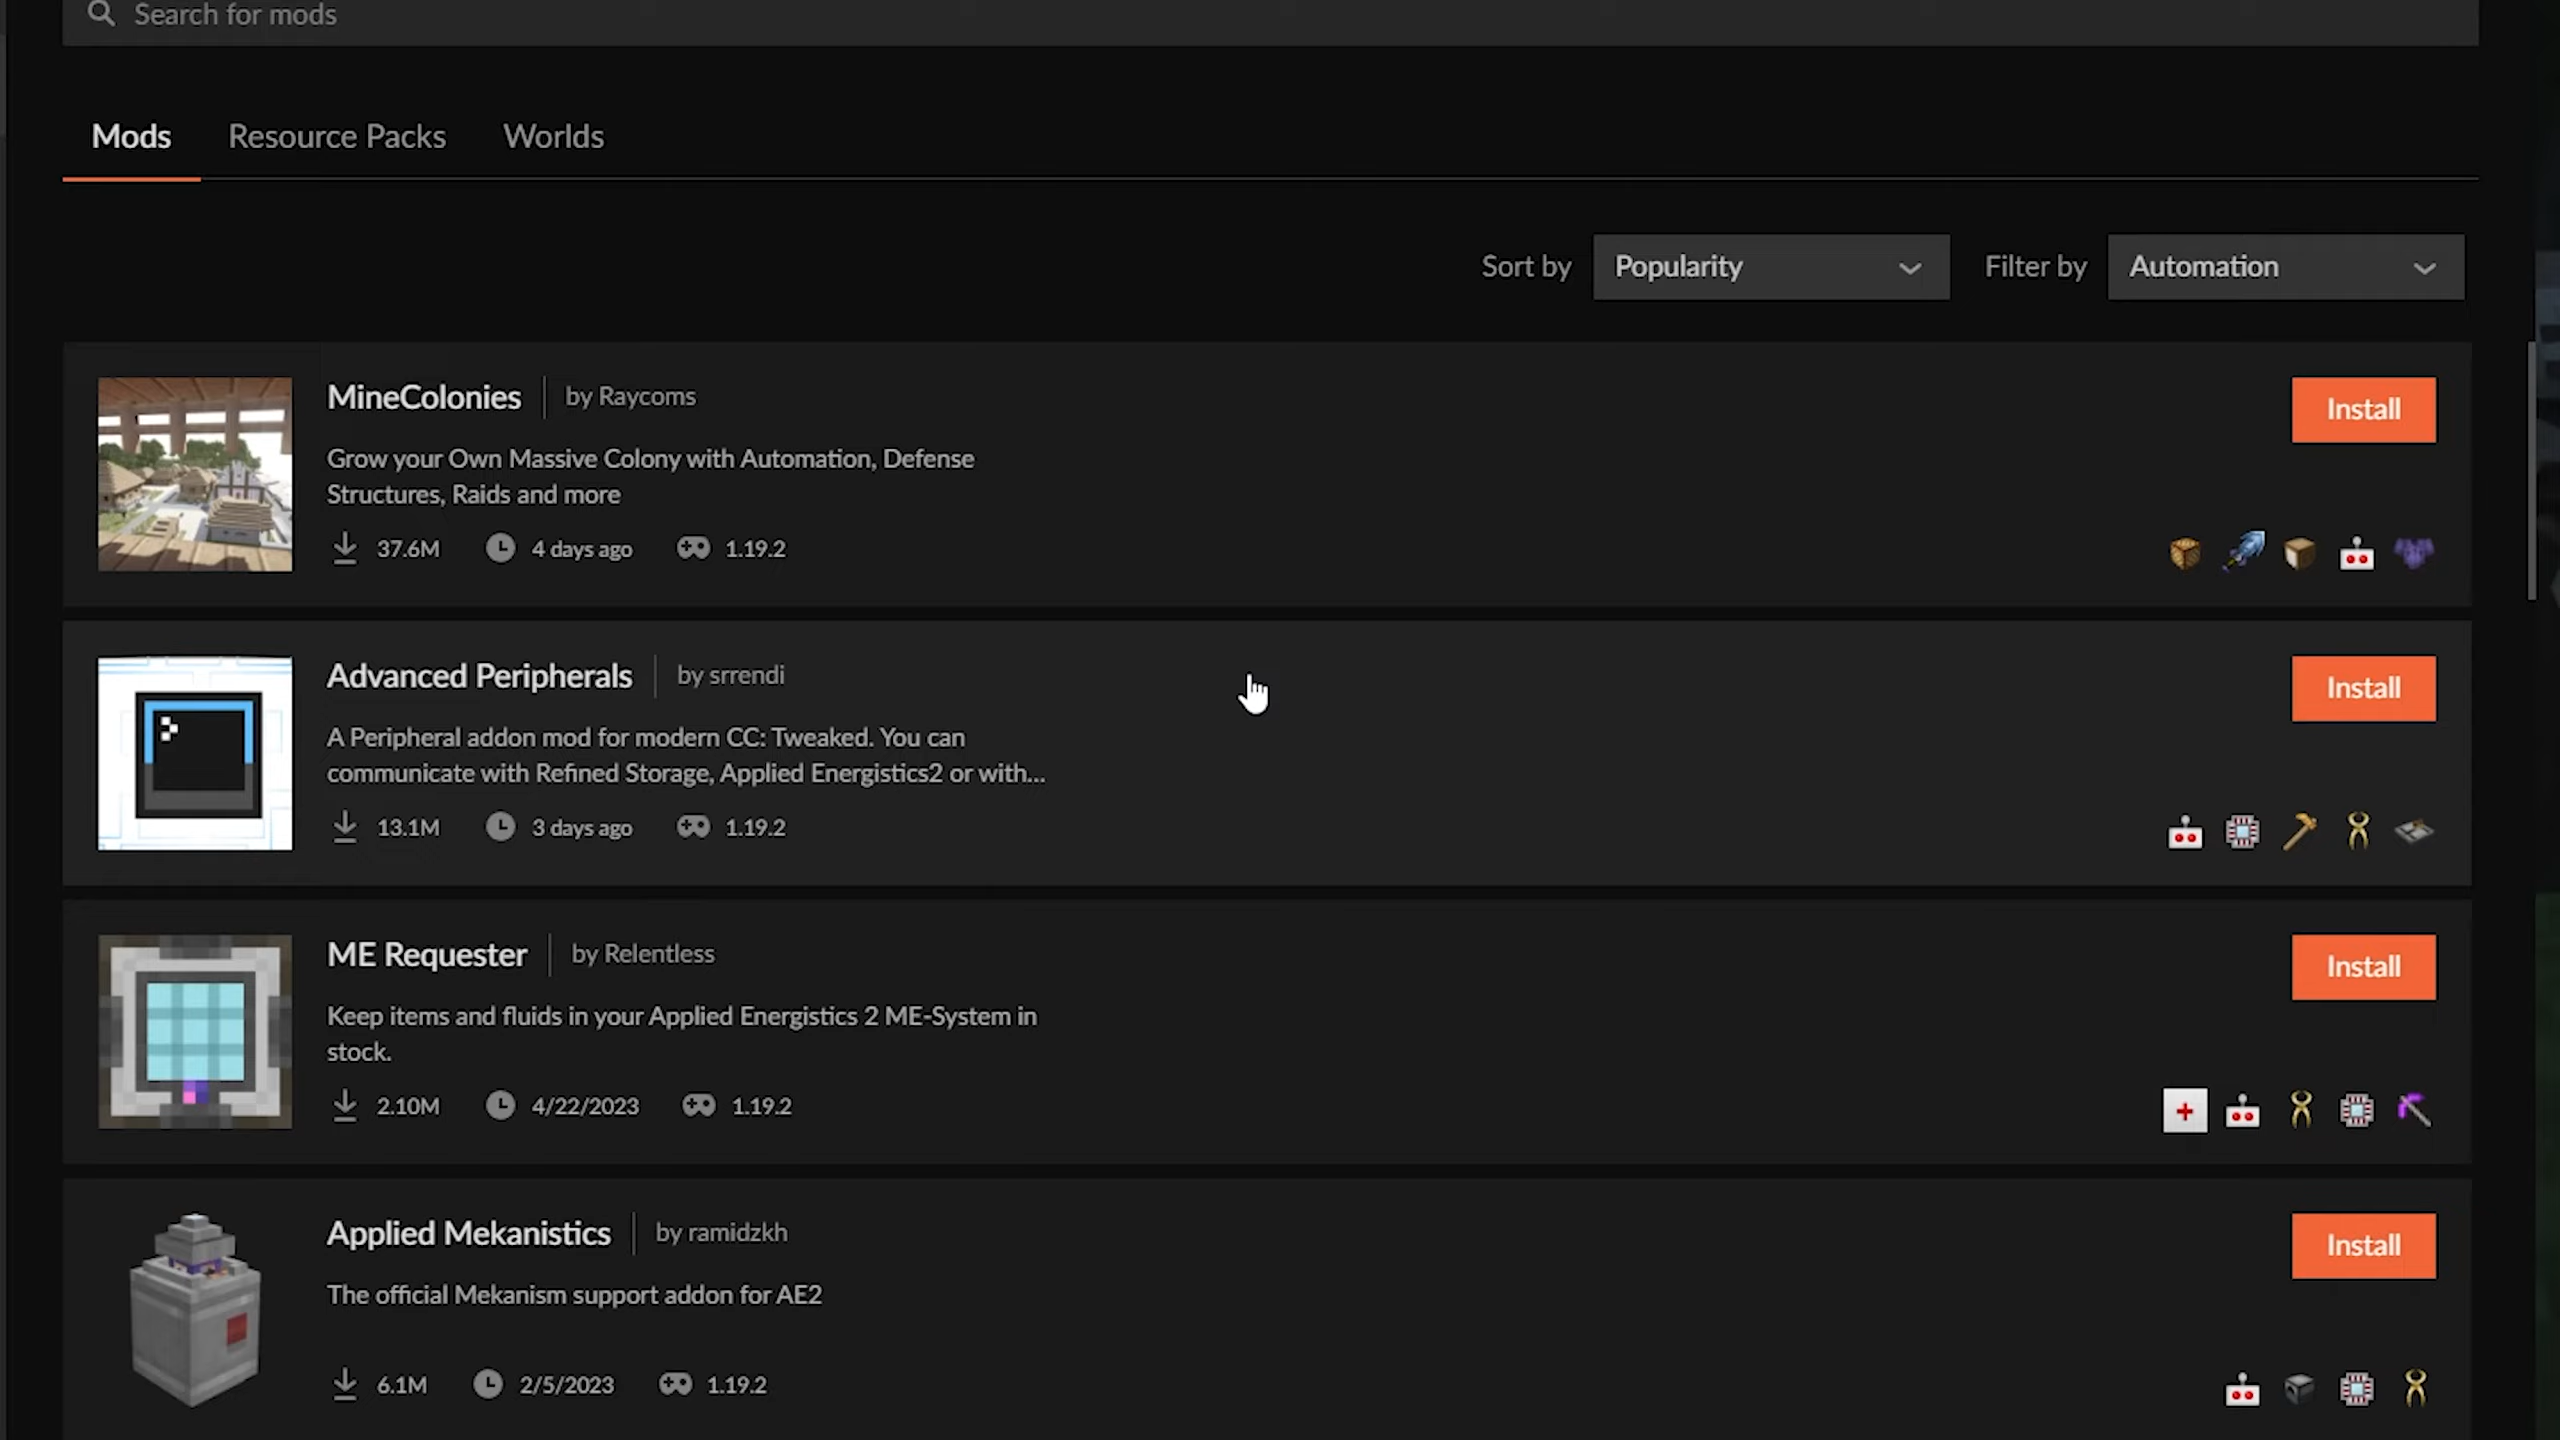 Search for mods
Mods
Resource Packs
Worlds
Sort by
Popularity
Filter by
Automation
MineColonies
by Raycoms
Install
Grow your Own Massive Colony with Automation, Defense
Structures, Raids and more
37.6M
4 days ago
1.19.2
Advanced Peripherals
by srrendi
Install
A Peripheral addon mod for modern CC: Tweaked. You can
communicate with Refined Storage, Applied Energistics2 or with...
13.1M
3 days ago
1.19.2
ME Requester
by Relentless
Install
Keep items and fluids in your Applied Energistics 2 ME-System in
stock.
2.10M
4/22/2023
1.19.2
Applied Mekanistics
by ramidzkh
Install
The official Mekanism support addon for AE2
6.1M
2/5/2023
1.19.2